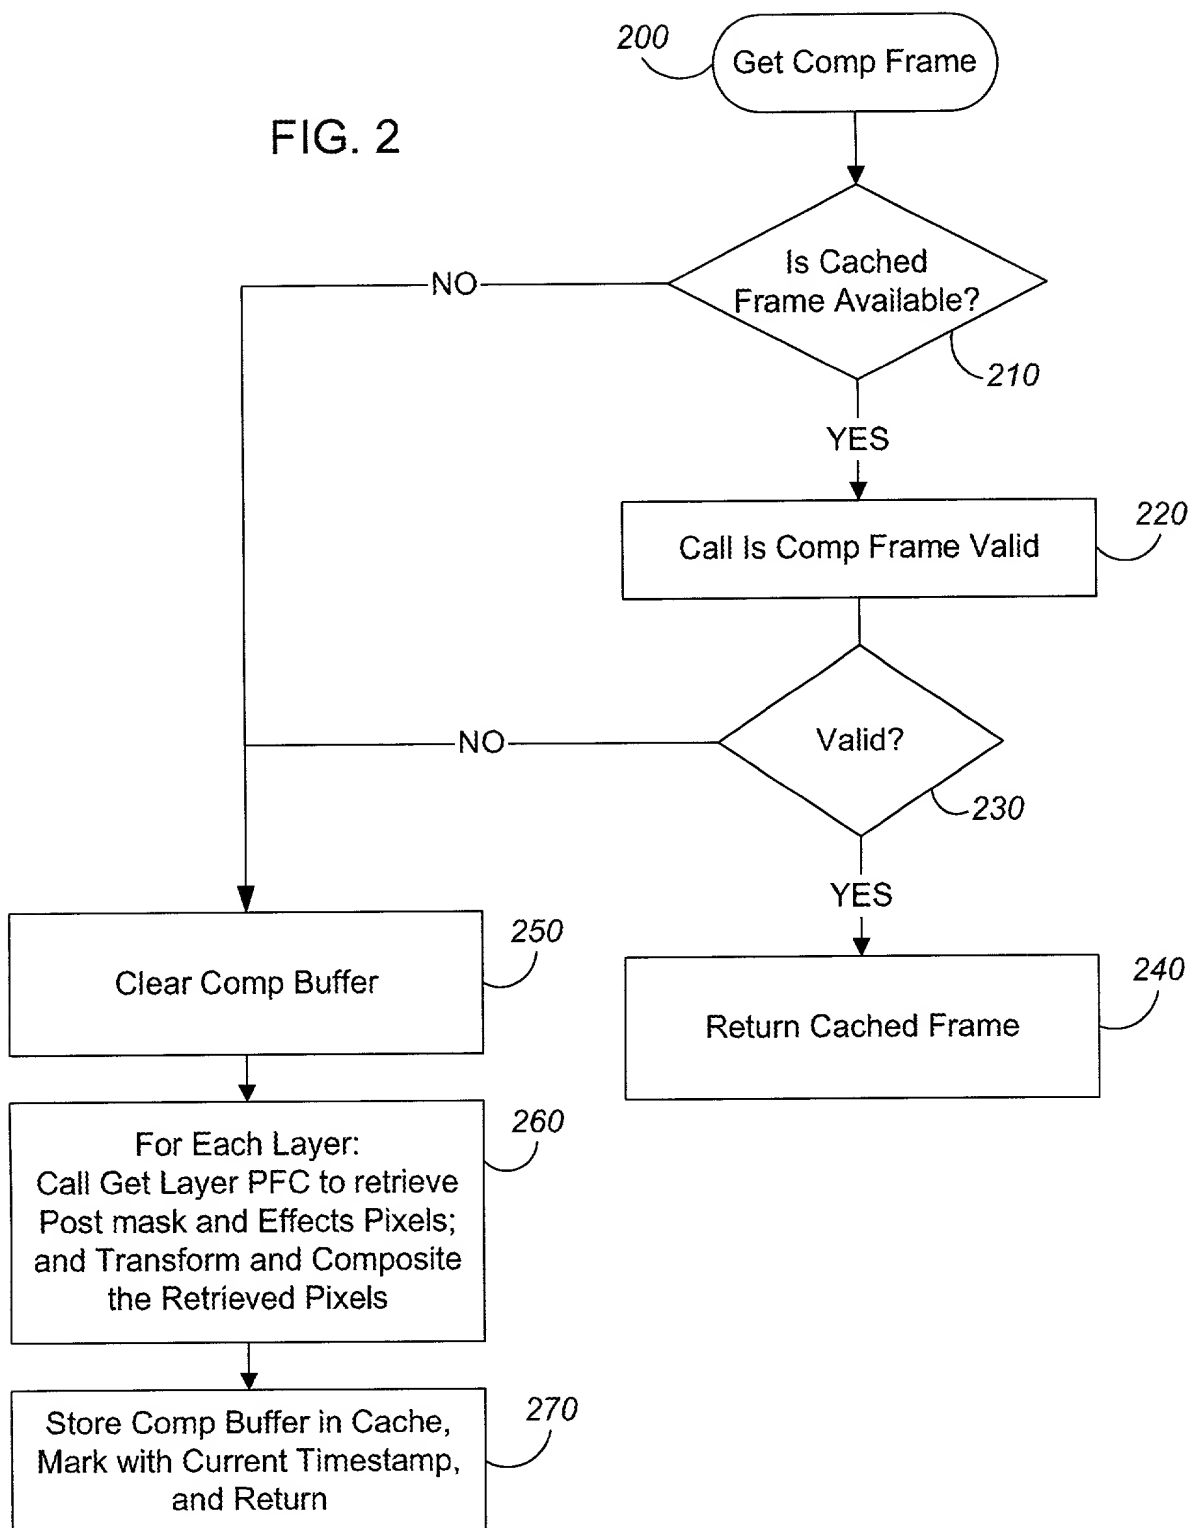 200
Get Comp Frame
FIG. 2
Is Cached
Frame Available?
NO
210
YES
220
Call Is Comp Frame Valid
NO
Valid?
230
YES
250
Clear Comp Buffer
240
Return Cached Frame
260
For Each Layer:
Call Get Layer PFC to retrieve
Post mask and Effects Pixels;
and Transform and Composite
the Retrieved Pixels
270
Store Comp Buffer in Cache,
Mark with Current Timestamp,
and Return